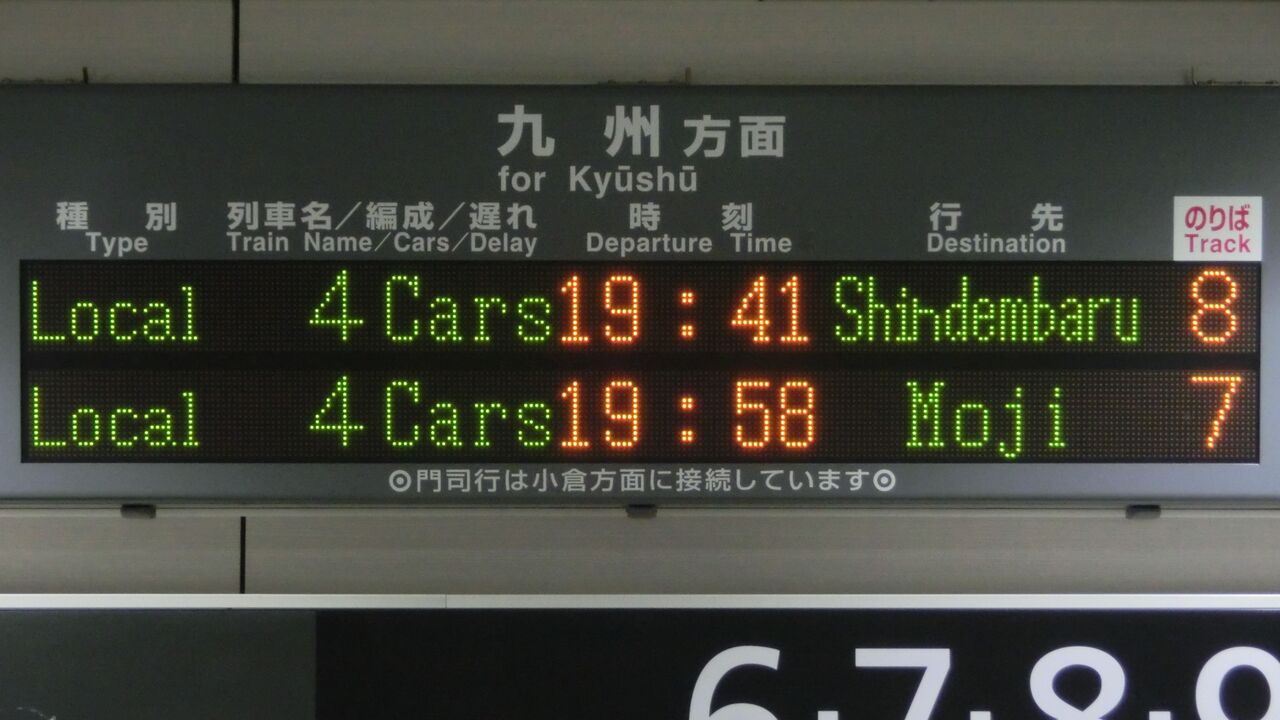 九州方面
for Kyūshū
種別 列車名／編成／遅れ 時刻 行先 のりば
Type Train Name/Cars/Delay Departure Time Destination Track
Local 4 Cars 19:41 Shin-dembaru 8
Local 4 Cars 19:58 Moji 7
◎門司行は小倉方面に接続しています◎
6.7.8.9